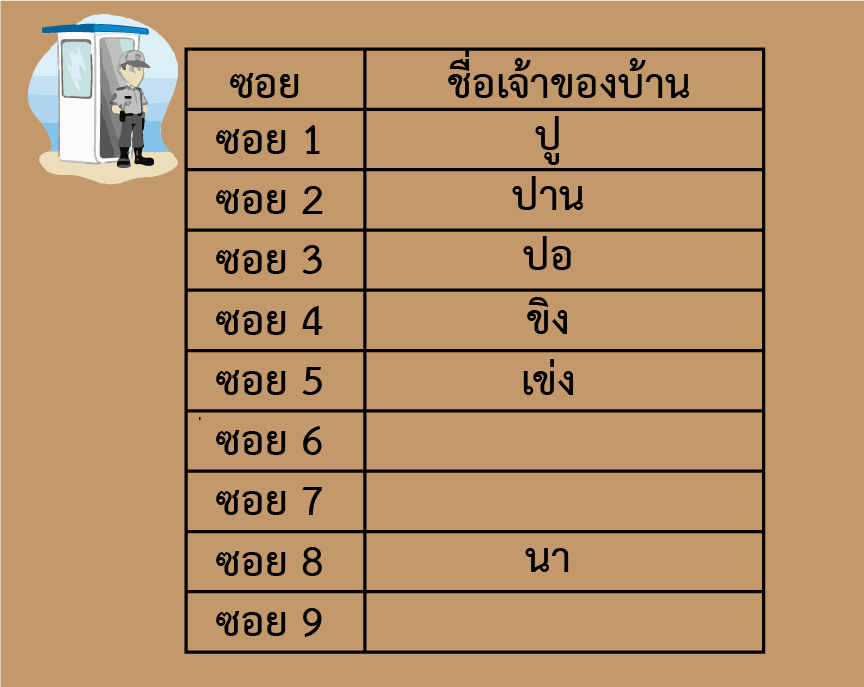 ซอย ชื่อเจ้าของบ้าน
ซอย 1 ปู
ซอย 2 ปาน
ซอย 3 ปอ
ซอย 4 ขิง
ซอย 5 เข่ง
ซอย 6
ซอย 7
ซอย 8 นา
ซอย 9